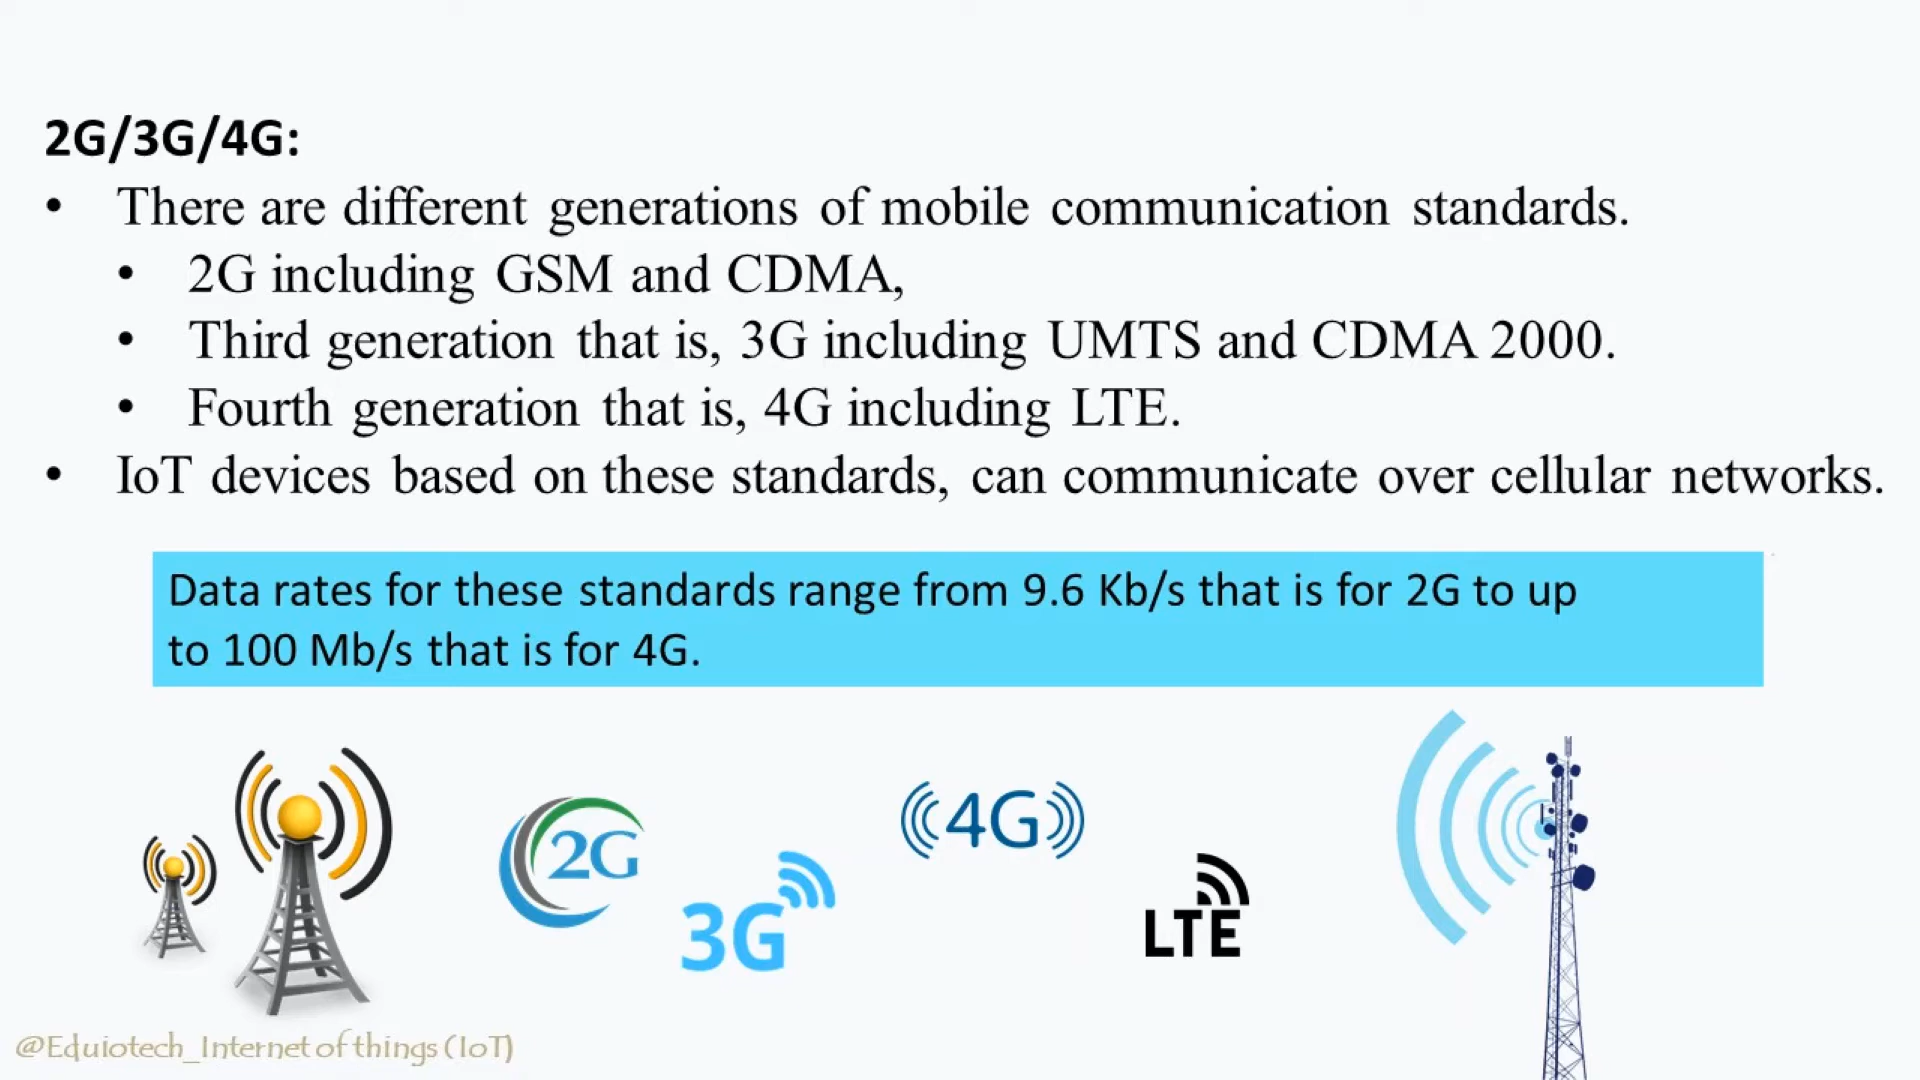 2G/3G/4G:
• There are different generations of mobile communication standards.
• 2G including GSM and CDMA,
• Third generation that is, 3G including UMTS and CDMA 2000.
• Fourth generation that is, 4G including LTE.
• IoT devices based on these standards, can communicate over cellular networks.
Data rates for these standards range from 9.6 Kb/s that is for 2G to up
to 100 Mb/s that is for 4G.
2G
3G
4G
LTE
@Eduiotech_Internet of things (IoT)